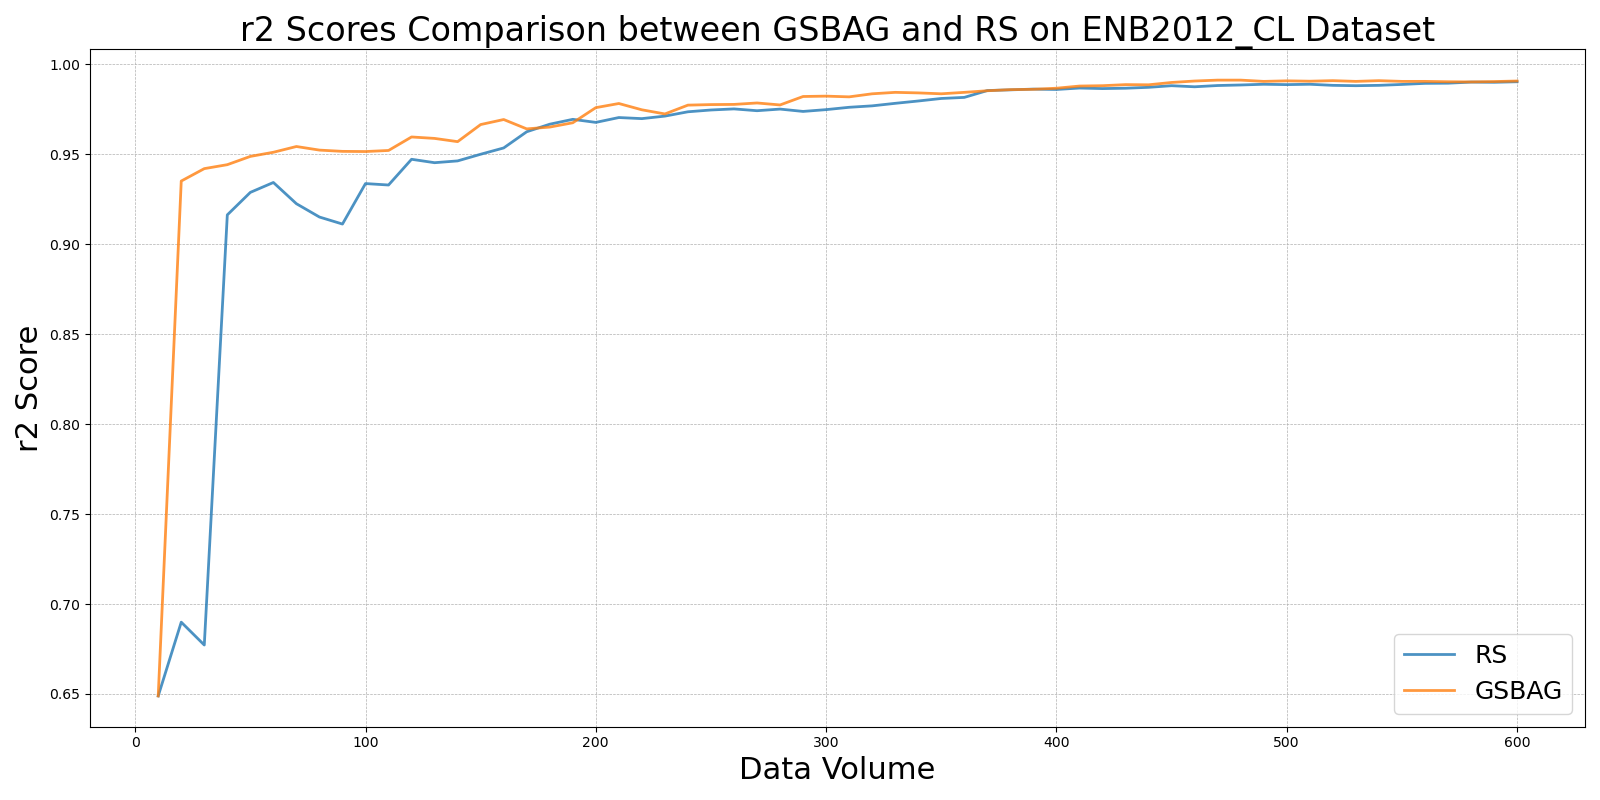 r2 Scores Comparison between GSBAG and RS on ENB2012_CL Dataset
1.00
0.95
0.90
0.85
0.80
0.75
0.70
0.65
r2 Score
0 100 200 300 400 500 600
Data Volume
RS
GSBAG